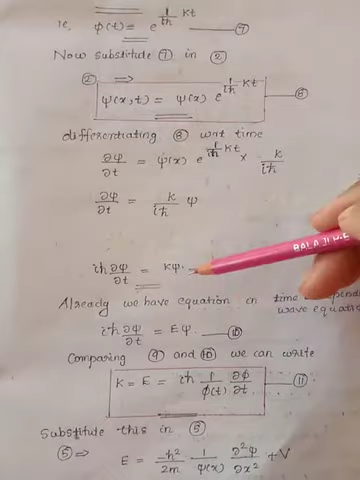 ie, φ(t) = e^{1/iħ Kt} —— ⑦
Now substitute ⑦ in ②
② ⟹ ψ(x,t) = ψ(x) e^{1/iħ Kt} —— ⑧
differentiating ⑧ wrt time
∂ψ/∂t = ψ(x) e^{1/iħ Kt} × k/iħ
∂ψ/∂t = k/iħ ψ
iħ ∂ψ/∂t = Kψ.
BALAJI
Already we have equation in time
wave equation
iħ ∂ψ/∂t = Eψ —— ⑩
Comparing ⑨ and ⑩ we can write
K = E = iħ 1/φ(t) ∂φ/∂t —— ⑪
Substitute this in ⑤
⑤ ⟹ E = -ħ²/2m 1/ψ(x) ∂²ψ/∂x² + V